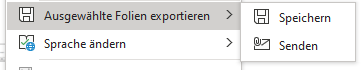 Ausgewählte Folien exportieren
Speichern
Sprache ändern
Senden